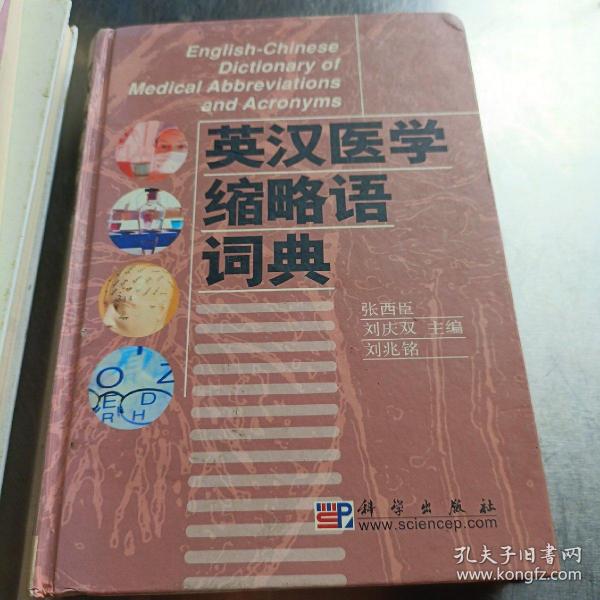 English-Chinese
Dictionary of
Medical Abbreviations
and Acronyms
英汉医学
缩略语
词典
张西臣
刘庆双 主编
刘兆铭
O Z
E D
R H
科学出版社
www.sciencep.com
孔夫子旧书网
www.kongfz.com